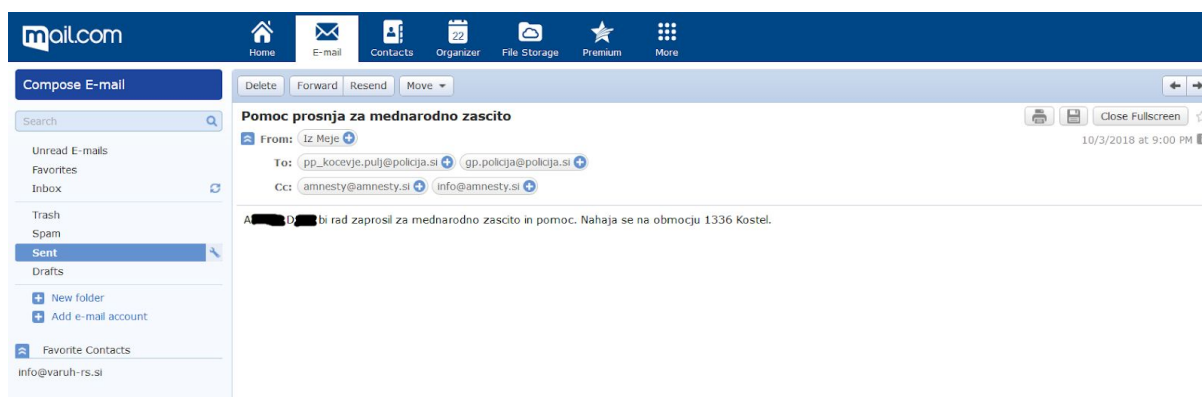 mail.com
Home E-mail Contacts 22 Organizer File Storage Premium More
Compose E-mail
Delete Forward Resend Move
Search
Pomoc prosnja za mednarodno zascito
Close Fullscreen
From: Iz Meje
10/3/2018 at 9:00 PM
To: pp_kocevje.pulj@policija.si gp.policija@policija.si
Cc: amnesty@amnesty.si info@amnesty.si
Unread E-mails
Favorites
Inbox
Trash
Spam
Sent
Drafts
New folder
Add e-mail account
Favorite Contacts
info@varuh-rs.si
A D bi rad zaprosil za mednarodno zascito in pomoc. Nahaja se na obmocju 1336 Kostel.